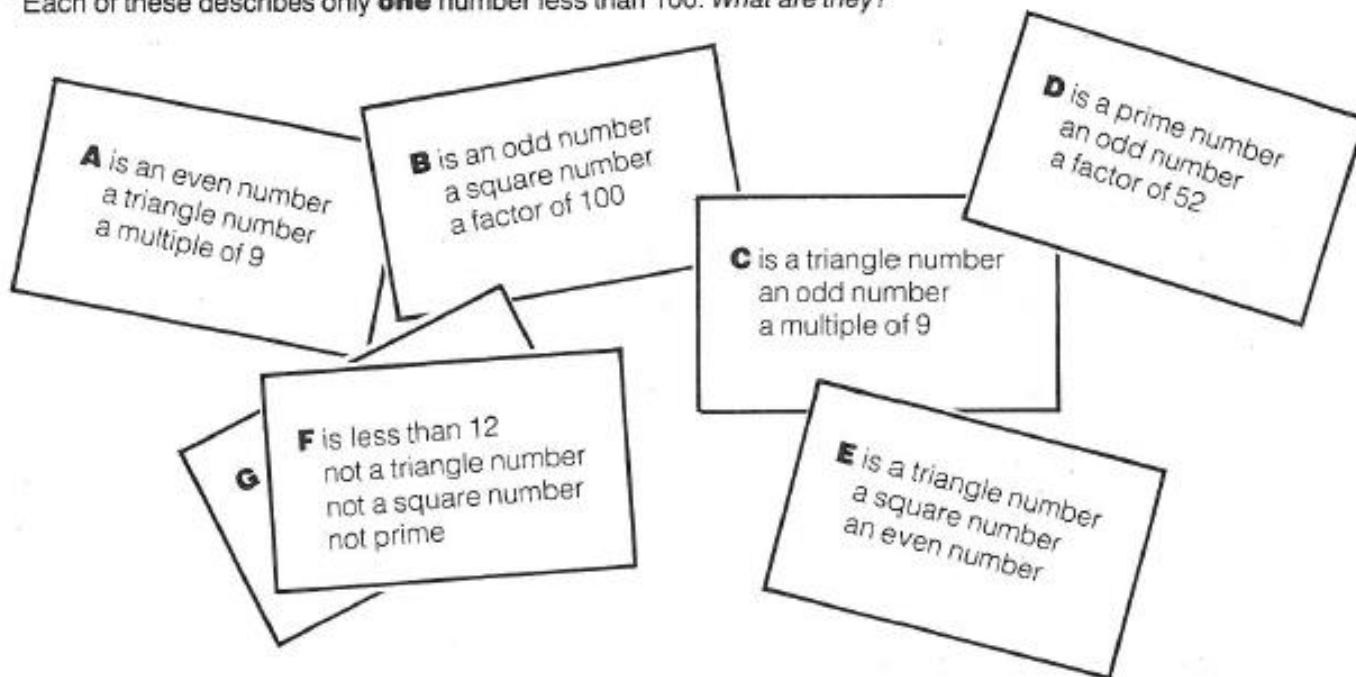 Each of these describes only one number less than 100. What are they?
A is an even number
a triangle number
a multiple of 9
B is an odd number
a square number
a factor of 100
C is a triangle number
an odd number
a multiple of 9
D is a prime number
an odd number
a factor of 52
E is a triangle number
a square number
an even number
F is less than 12
not a triangle number
not a square number
not prime
G